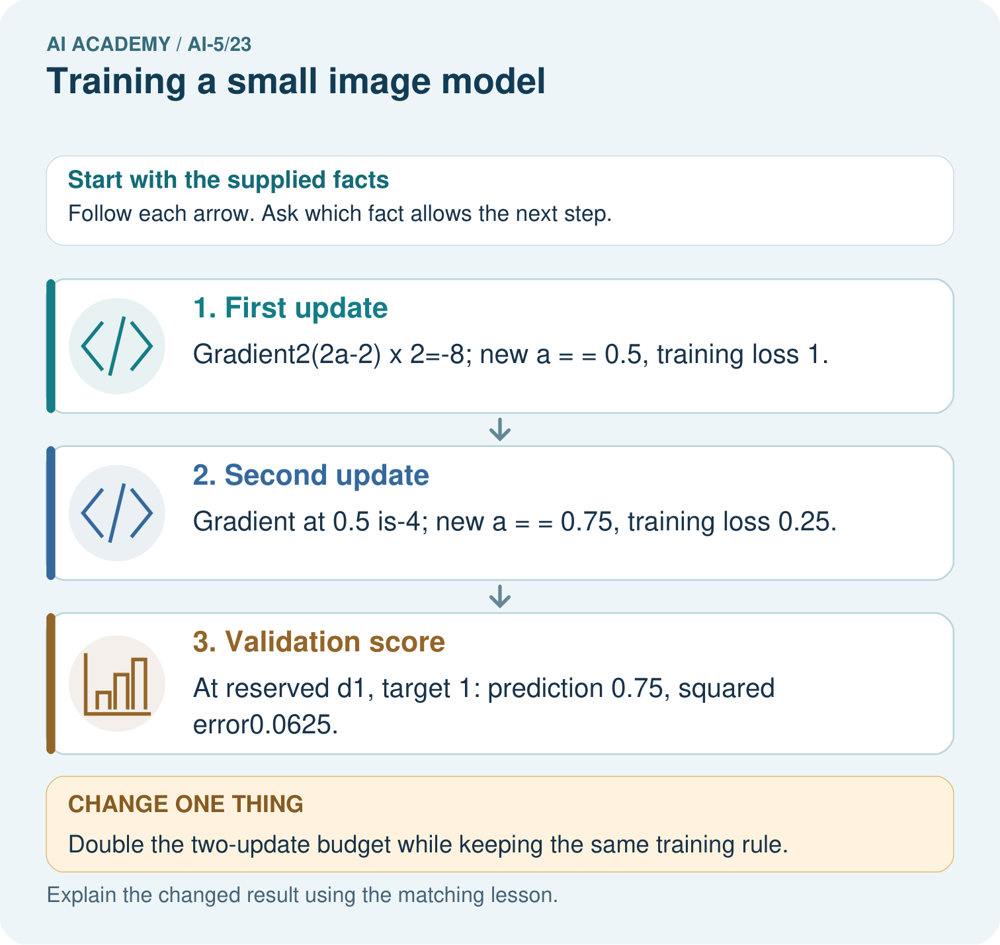 AI ACADEMY / AI-5/23
Training a small image model
Start with the supplied facts
Follow each arrow. Ask which fact allows the next step.
1. First update
Gradient2(2a-2) x 2=-8; new a = = 0.5, training loss 1.
2. Second update
Gradient at 0.5 is-4; new a = = 0.75, training loss 0.25.
3. Validation score
At reserved d1, target 1: prediction 0.75, squared
error0.0625.
CHANGE ONE THING
Double the two-update budget while keeping the same training rule.
Explain the changed result using the matching lesson.